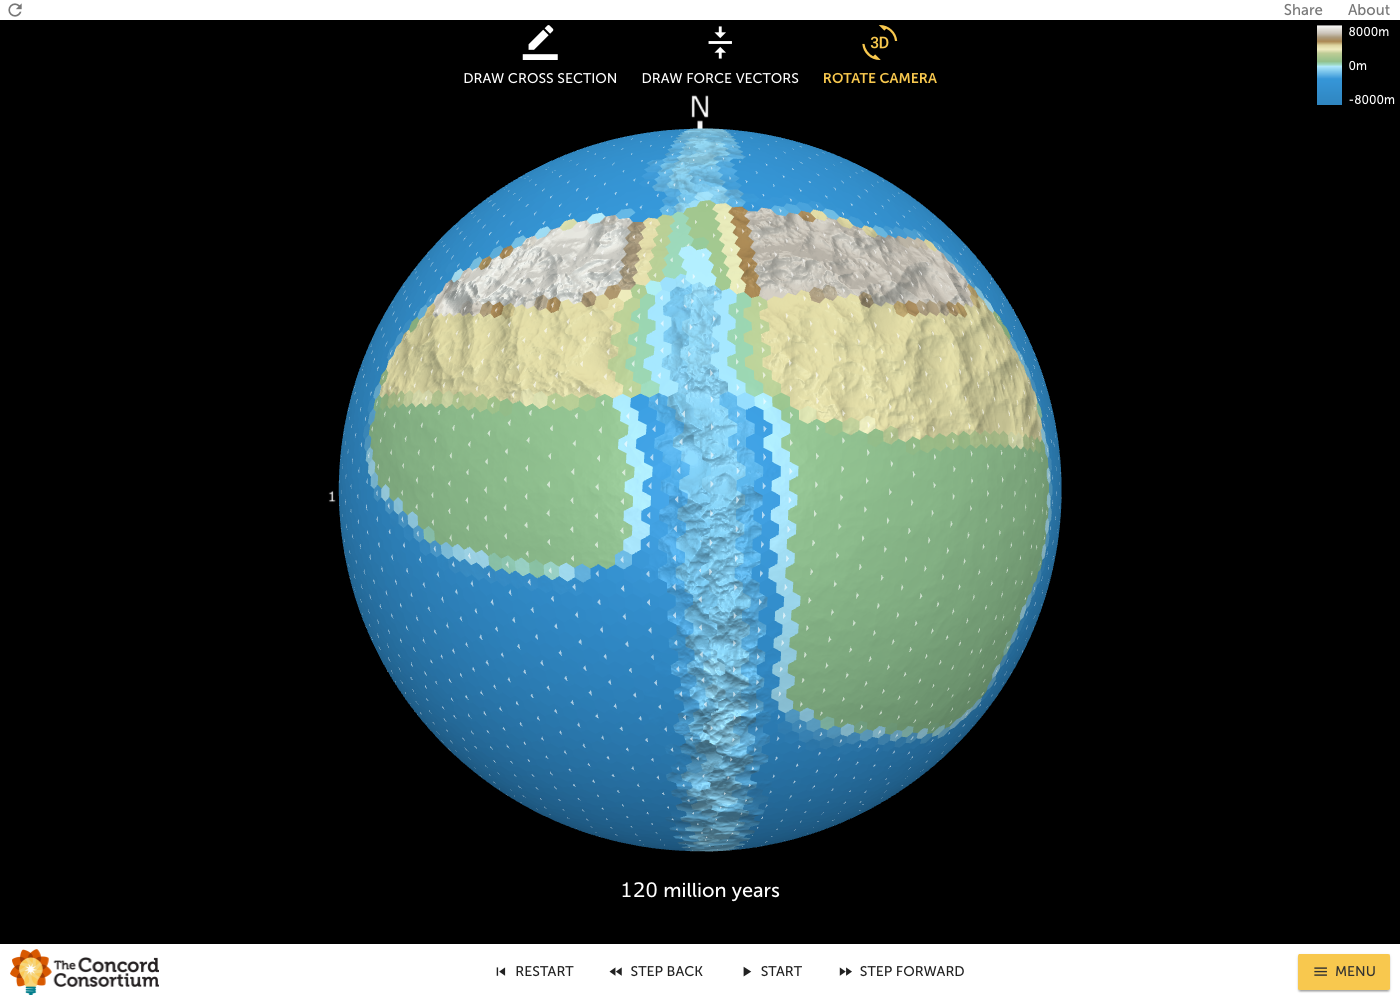 Share About
8000m
0m
-8000m
DRAW CROSS SECTION DRAW FORCE VECTORS 3D ROTATE CAMERA
N
1
120 million years
The Concord Consortium
RESTART STEP BACK START STEP FORWARD MENU